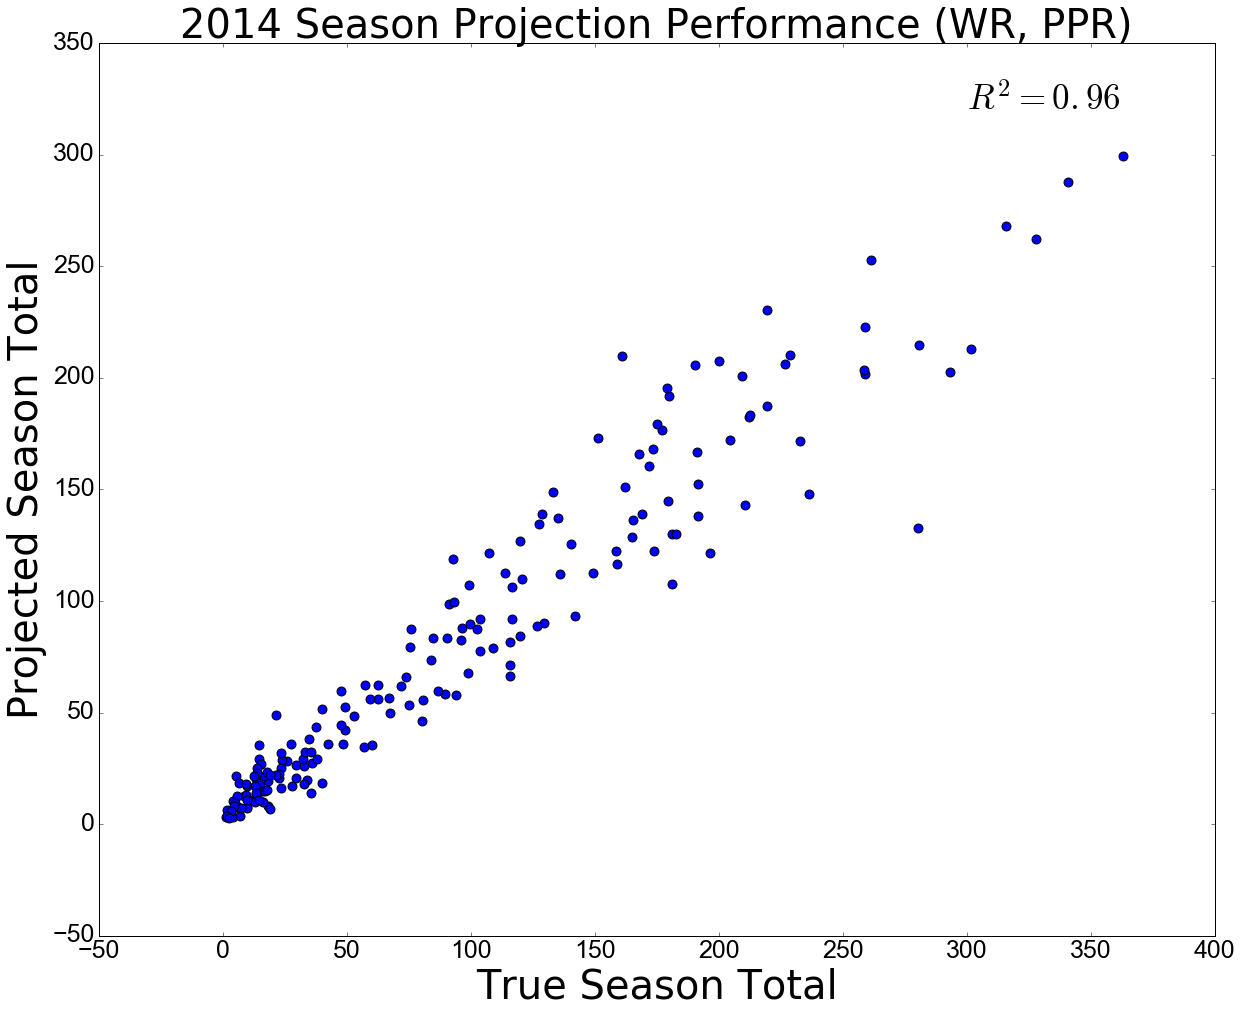 2014 Season Projection Performance (WR, PPR)
350
R² = 0.96
300
250
200
150
100
50
0
−50
Projected Season Total
−50 0 50 100 150 200 250 300 350 400
True Season Total